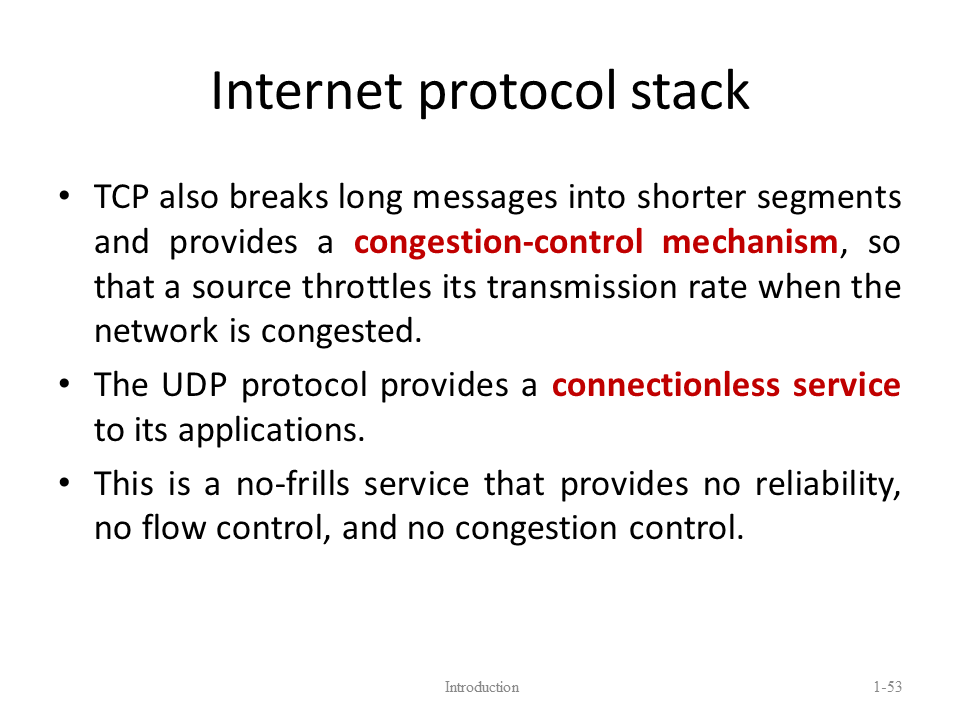 Internet protocol stack
• TCP also breaks long messages into shorter segments
and provides a congestion-control mechanism, so
that a source throttles its transmission rate when the
network is congested.
• The UDP protocol provides a connectionless service
to its applications.
• This is a no-frills service that provides no reliability,
no flow control, and no congestion control.
Introduction
1-53